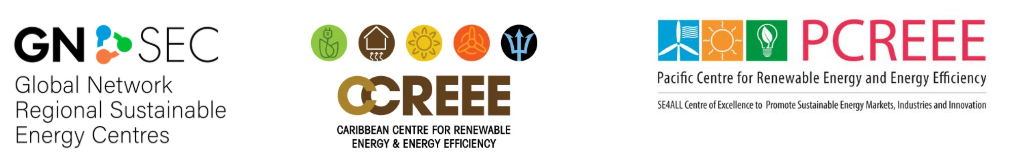 GN SEC
Global Network
Regional Sustainable
Energy Centres
CCREEE
CARIBBEAN CENTRE FOR RENEWABLE
ENERGY & ENERGY EFFICIENCY
PCREEE
Pacific Centre for Renewable Energy and Energy Efficiency
SE4ALL Centre of Excellence to Promote Sustainable Energy Markets, Industries and Innovation